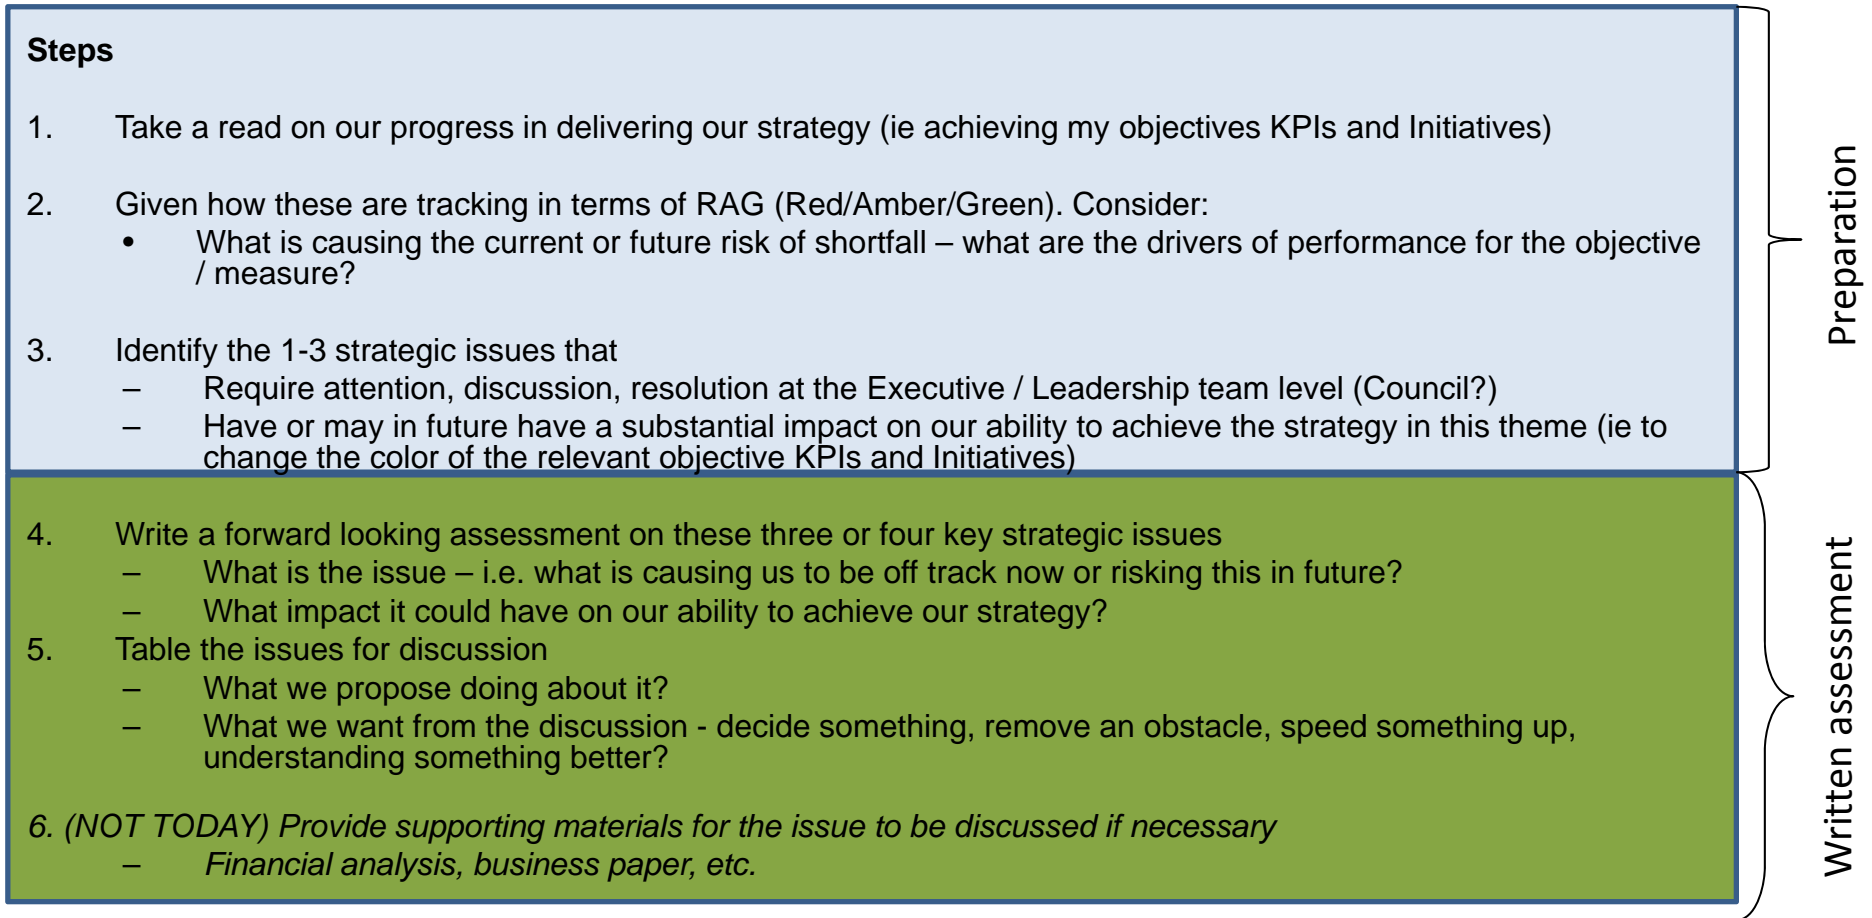 Steps
1. Take a read on our progress in delivering our strategy (ie achieving my objectives KPIs and Initiatives)
2. Given how these are tracking in terms of RAG (Red/Amber/Green). Consider:
• What is causing the current or future risk of shortfall – what are the drivers of performance for the objective
/ measure?
3. Identify the 1-3 strategic issues that
– Require attention, discussion, resolution at the Executive / Leadership team level (Council?)
– Have or may in future have a substantial impact on our ability to achieve the strategy in this theme (ie to
change the color of the relevant objective KPIs and Initiatives)
Preparation
4. Write a forward looking assessment on these three or four key strategic issues
– What is the issue – i.e. what is causing us to be off track now or risking this in future?
– What impact it could have on our ability to achieve our strategy?
5. Table the issues for discussion
– What we propose doing about it?
– What we want from the discussion - decide something, remove an obstacle, speed something up,
understanding something better?
6. (NOT TODAY) Provide supporting materials for the issue to be discussed if necessary
– Financial analysis, business paper, etc.
Written assessment